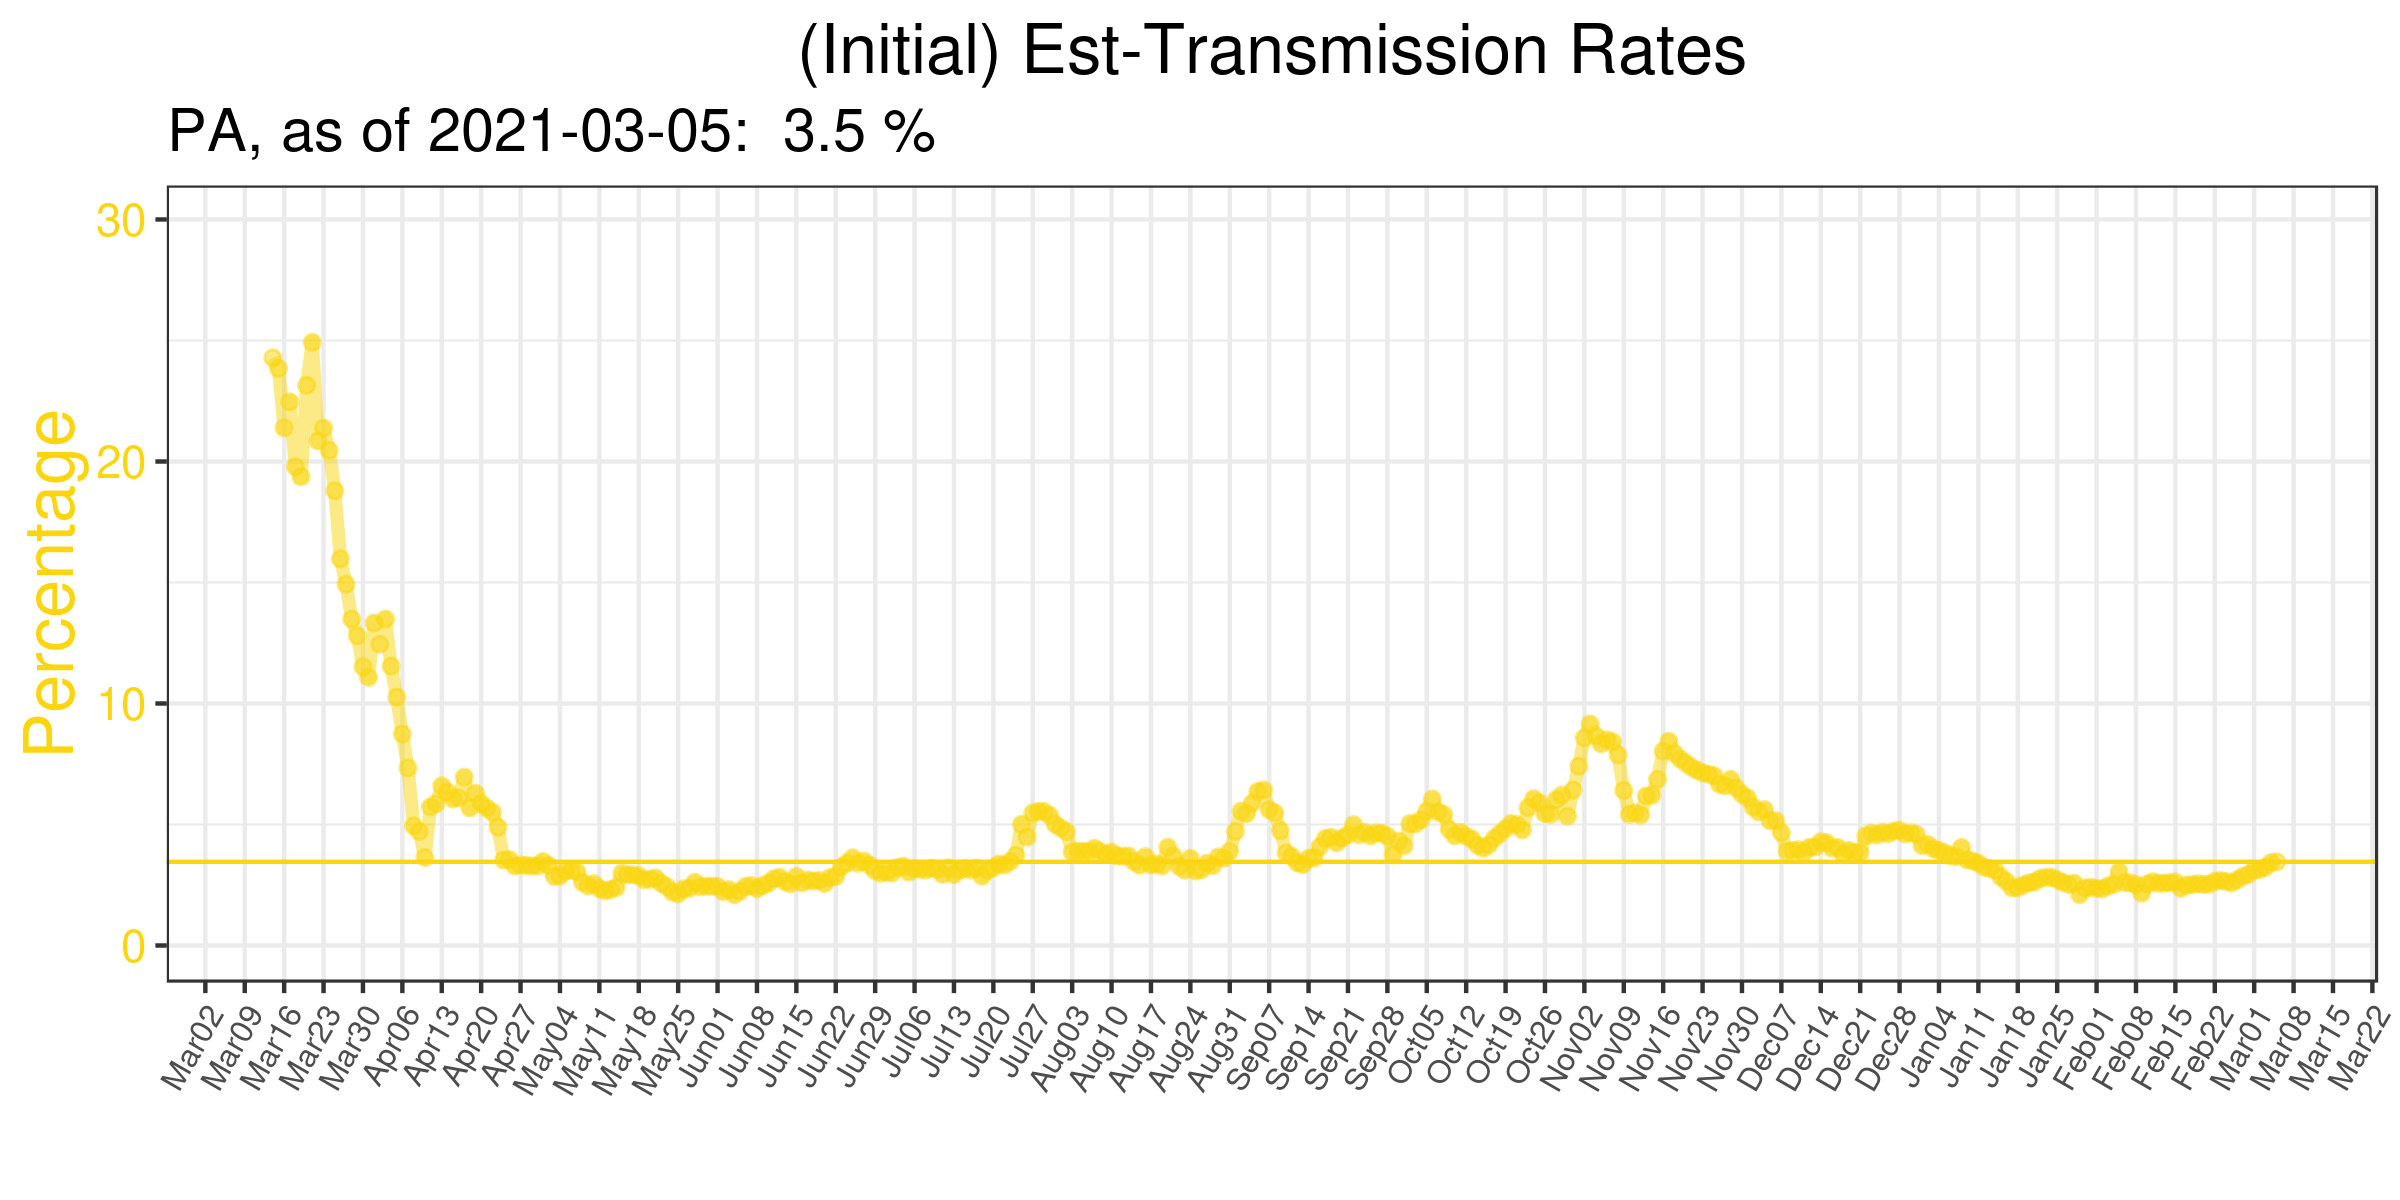 (Initial) Est-Transmission Rates
PA, as of 2021-03-05:  3.5 %
Percentage
30
20
10
0
Mar02 Mar09 Mar16 Mar23 Mar30 Apr06 Apr13 Apr20 Apr27 May04 May11 May18 May25 Jun01 Jun08 Jun15 Jun22 Jun29 Jul06 Jul13 Jul20 Jul27 Aug03 Aug10 Aug17 Aug24 Aug31 Sep07 Sep14 Sep21 Sep28 Oct05 Oct12 Oct19 Oct26 Nov02 Nov09 Nov16 Nov23 Nov30 Dec07 Dec14 Dec21 Dec28 Jan04 Jan11 Jan18 Jan25 Feb01 Feb08 Feb15 Feb22 Mar01 Mar08 Mar15 Mar22